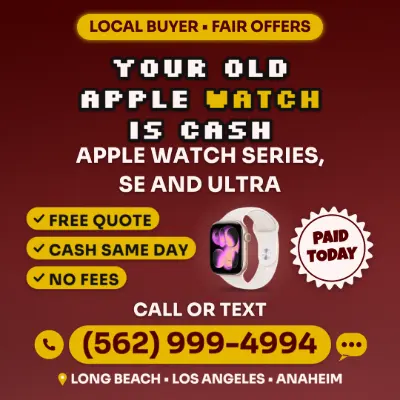 LOCAL BUYER • FAIR OFFERS
YOUR OLD
APPLE WATCH
IS CASH
APPLE WATCH SERIES,
SE AND ULTRA
FREE QUOTE
CASH SAME DAY
NO FEES
PAID
TODAY
CALL OR TEXT
(562) 999-4994
LONG BEACH • LOS ANGELES • ANAHEIM